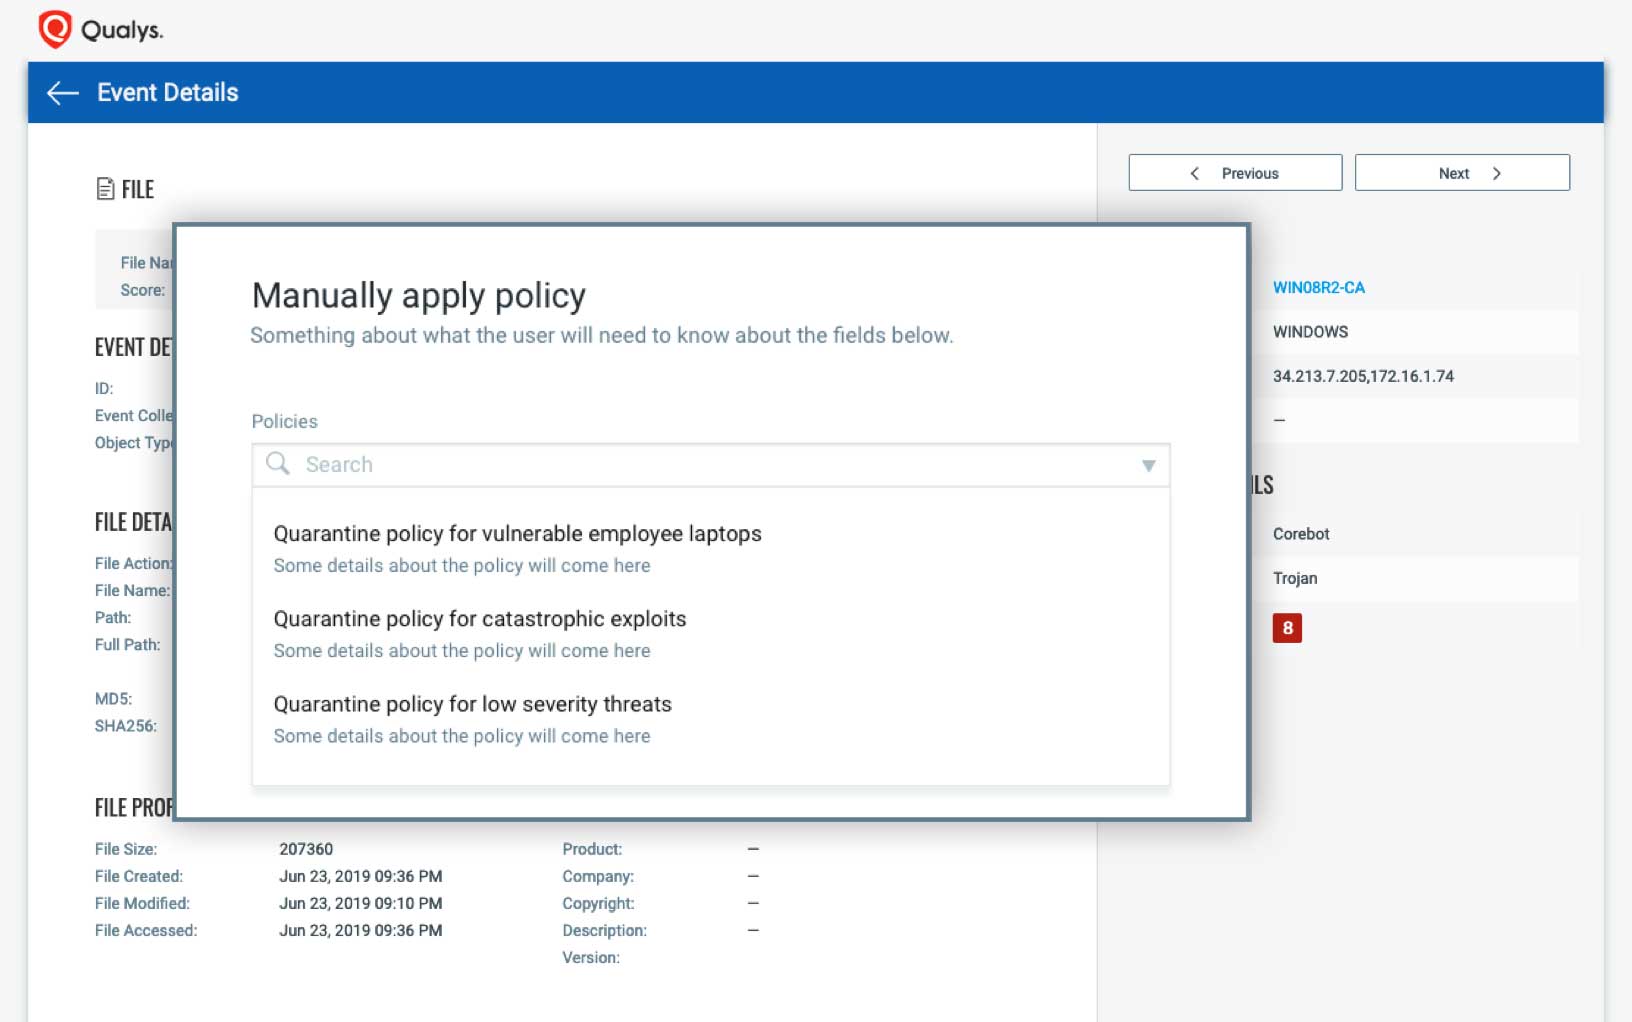 Qualys.
Event Details
FILE
Previous
Next
File Na
Score:
EVENT DE
ID:
Event Colle
Object Type
FILE DETA
File Action:
File Name:
Path:
Full Path:
MD5:
SHA256:
FILE PROF
File Size: 207360
File Created: Jun 23, 2019 09:36 PM
File Modified: Jun 23, 2019 09:10 PM
File Accessed: Jun 23, 2019 09:36 PM
Product: —
Company: —
Copyright: —
Description: —
Version:
Manually apply policy
Something about what the user will need to know about the fields below.
Policies
Search
Quarantine policy for vulnerable employee laptops
Some details about the policy will come here
Quarantine policy for catastrophic exploits
Some details about the policy will come here
Quarantine policy for low severity threats
Some details about the policy will come here
WIN08R2-CA
WINDOWS
34.213.7.205,172.16.1.74
—
ILS
Corebot
Trojan
8